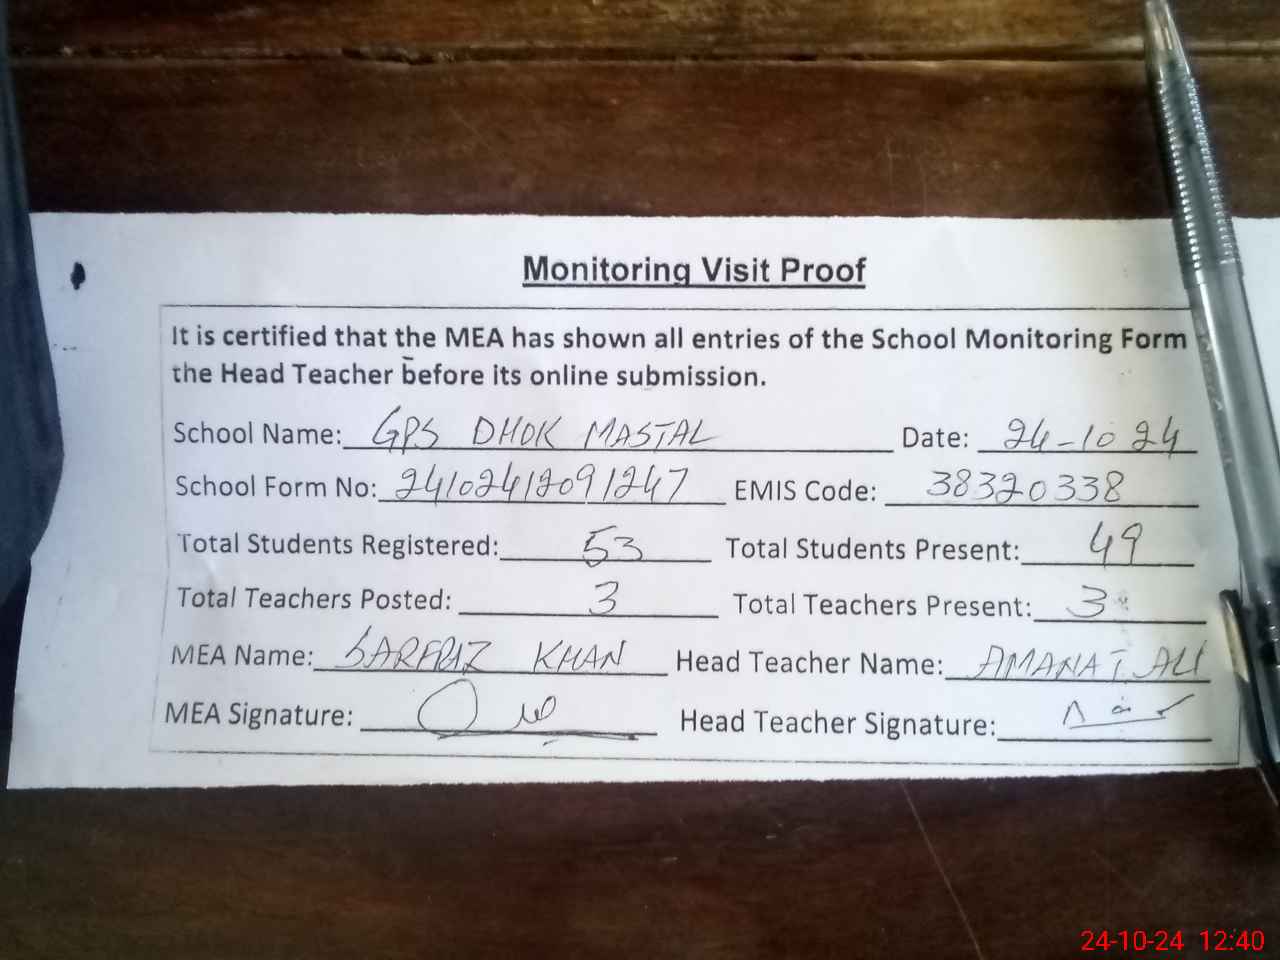 Monitoring Visit Proof
It is certified that the MEA has shown all entries of the School Monitoring Form
the Head Teacher before its online submission.
School Name: GPS DHOK MASTAL Date: 24-10 24
School Form No: 24102412091247 EMIS Code: 38320338
Total Students Registered: 53 Total Students Present: 49
Total Teachers Posted: 3 Total Teachers Present: 3
MEA Name: SARFRAZ KHAN Head Teacher Name: AMANAT ALI
MEA Signature: Head Teacher Signature:
24-10-24 12:40